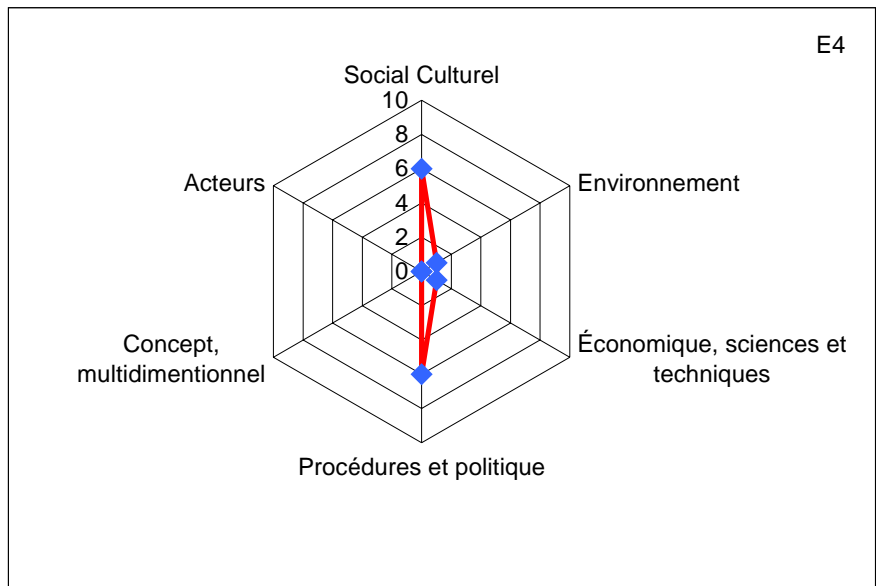 E4
Social Culturel
10
8
6
4
2
0
Acteurs
Environnement
Concept,
multidimentionnel
Économique, sciences et
techniques
Procédures et politique